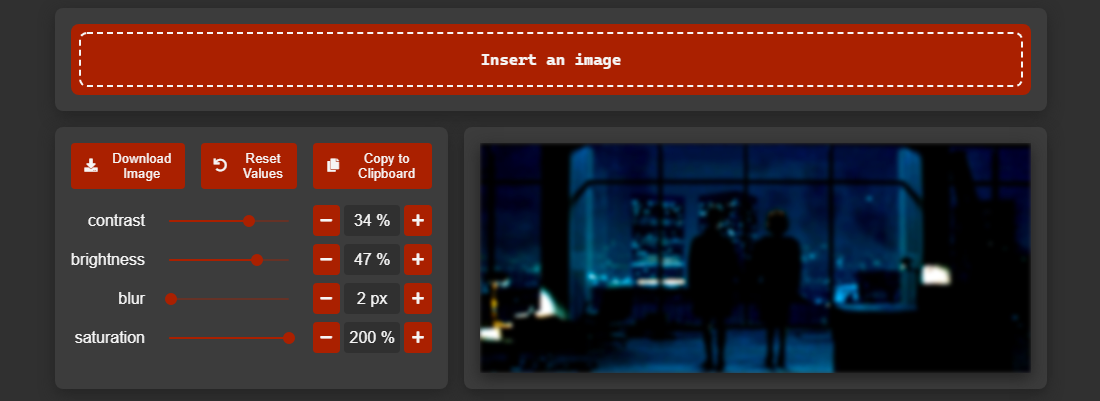 Insert an image
Download
Image
Reset
Values
Copy to
Clipboard
contrast
34 %
brightness
47 %
blur
2 px
saturation
200 %